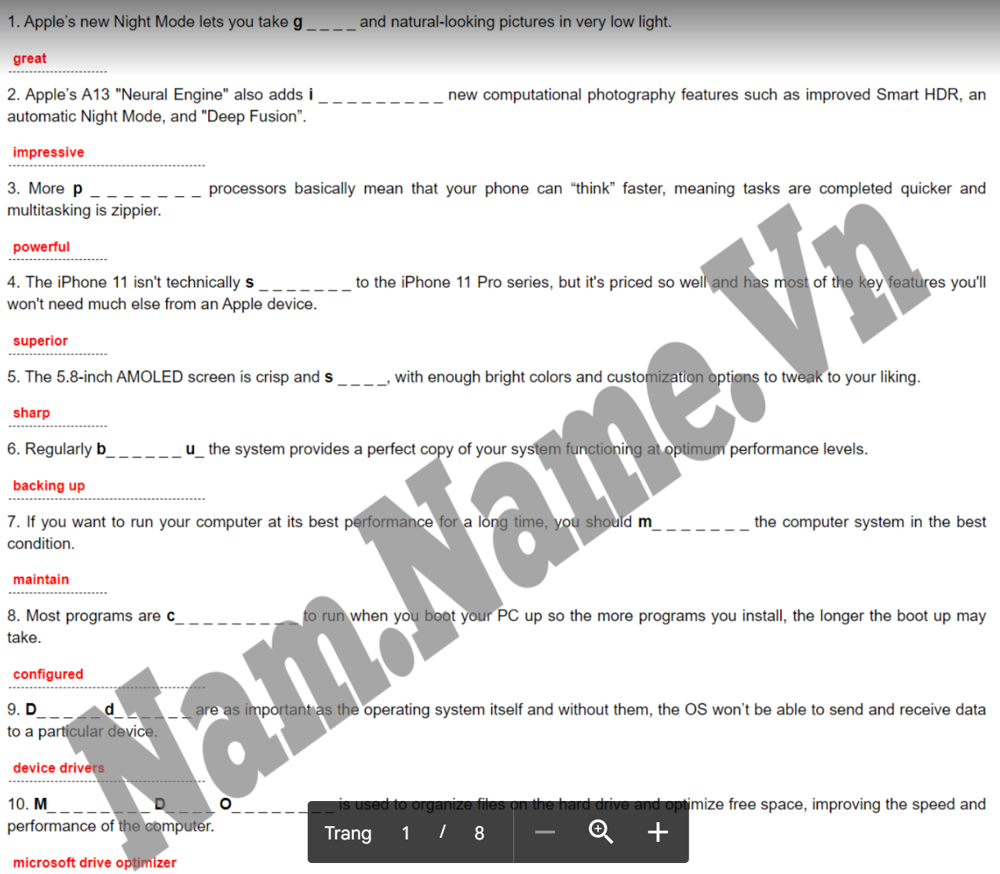 1. Apple's new Night Mode lets you take g_ _ _ _ and natural-looking pictures in very low light.
great
2. Apple's A13 "Neural Engine" also adds i _ _ _ _ _ _ _ _ _ new computational photography features such as improved Smart HDR, an
automatic Night Mode, and "Deep Fusion”.
impressive
3. More p _ _ _ _ _ _ _ processors basically mean that your phone can “think” faster, meaning tasks are completed quicker and
multitasking is zippier.
powerful
4. The iPhone 11 isn't technically s _ _ _ _ _ _ _ to the iPhone 11 Pro series, but it's priced so well and has most of the key features you'll
won't need much else from an Apple device.
superior
5. The 5.8-inch AMOLED screen is crisp and s _ _ _ _, with enough bright colors and customization options to tweak to your liking.
sharp
6. Regularly b_ _ _ _ _ _ u_ the system provides a perfect copy of your system functioning at optimum performance levels.
backing up
7. If you want to run your computer at its best performance for a long time, you should m_ _ _ _ _ _ _ the computer system in the best
condition.
maintain
8. Most programs are c_ _ _ _ _ _ _ _ _ to run when you boot your PC up so the more programs you install, the longer the boot up may
take.
configured
9. D_ _ _ _ _ d_ _ _ _ _ _ are as important as the operating system itself and without them, the OS won't be able to send and receive data
to a particular device.
device drivers
10. M_ _ _ _ _ _ _ _ D_ _ _ _ O_ _ _ _ _ _ _ _ is used to organize files on the hard drive and optimize free space, improving the speed and
performance of the computer.
microsoft drive optimizer
Nam.Name.Vn
Trang 1 / 8